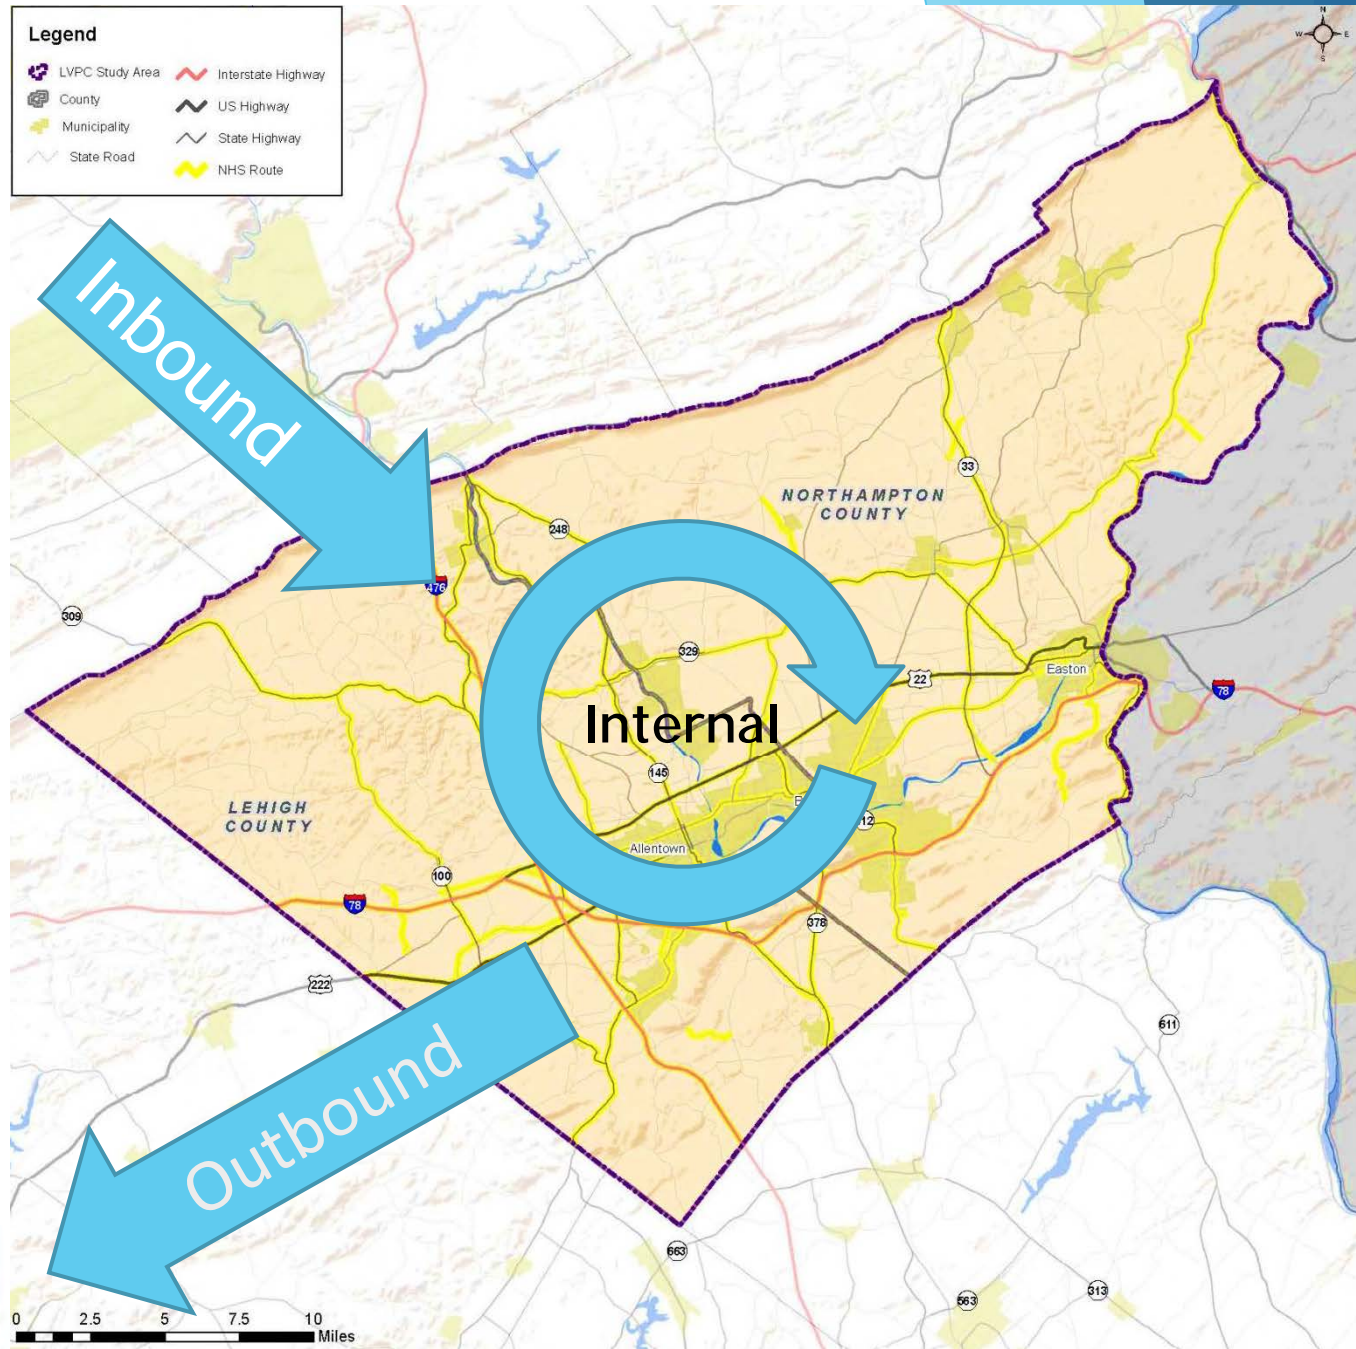 N
W
E
S
Legend
LVPC Study Area
County
Municipality
State Road
Interstate Highway
US Highway
State Highway
NHS Route
Inbound
476
309
248
NORTHAMPTON
COUNTY
33
329
22
Easton
78
Internal
145
LEHIGH
COUNTY
Allentown
100
78
378
222
Outbound
611
663
563
313
0 2.5 5 7.5 10
Miles